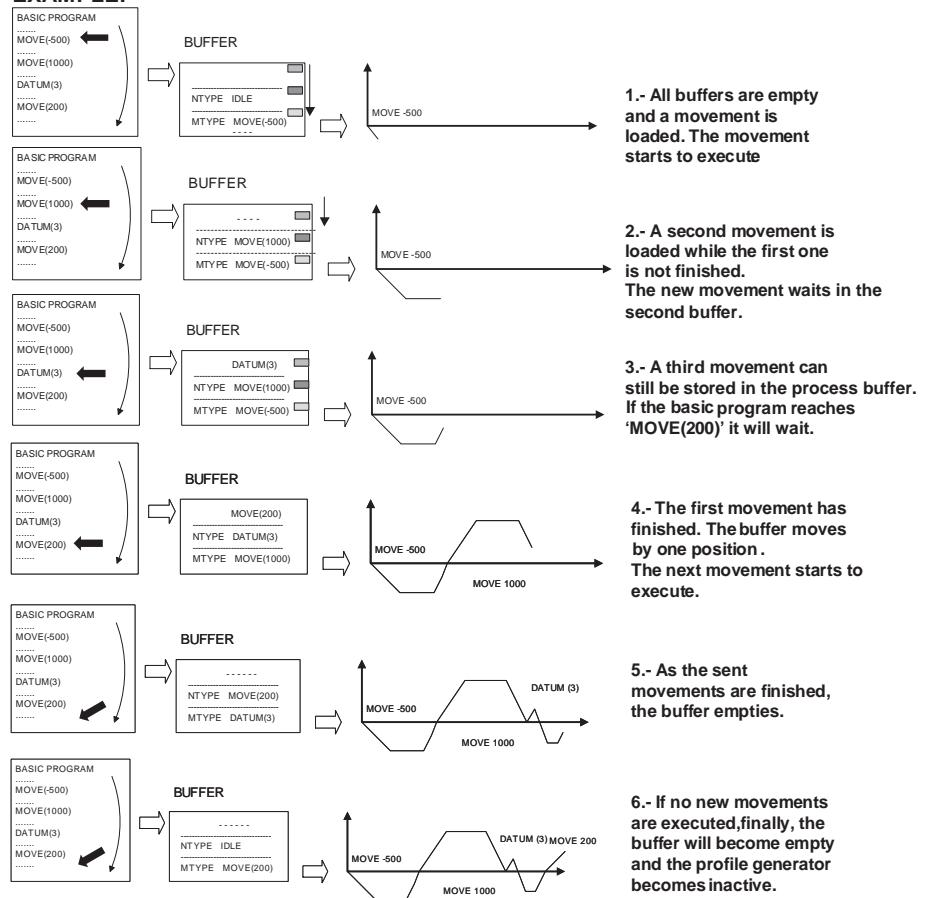 EXAMPLE:
BASIC PROGRAM
.......
MOVE(-500)
.......
MOVE(1000)
.......
DATUM(3)
.......
MOVE(200)
.......
BUFFER
NTYPE IDLE
MTYPE MOVE(-500)
- - - -
MOVE -500
1.- All buffers are empty
and a movement is
loaded. The movement
starts to execute
BASIC PROGRAM
.......
MOVE(-500)
.......
MOVE(1000)
.......
DATUM(3)
.......
MOVE(200)
.......
BUFFER
- - - -
NTYPE MOVE(1000)
MTYPE MOVE(-500)
MOVE -500
2.- A second movement is
loaded while the first one
is not finished.
The new movement waits in the
second buffer.
BASIC PROGRAM
.......
MOVE(-500)
.......
MOVE(1000)
.......
DATUM(3)
.......
MOVE(200)
.......
BUFFER
DATUM(3)
NTYPE MOVE(1000)
MTYPE MOVE(-500)
MOVE -500
3.- A third movement can
still be stored in the process buffer.
If the basic program reaches
‘MOVE(200)’ it will wait.
BASIC PROGRAM
.......
MOVE(-500)
.......
MOVE(1000)
.......
DATUM(3)
.......
MOVE(200)
.......
BUFFER
MOVE(200)
NTYPE DATUM(3)
MTYPE MOVE(1000)
MOVE -500
MOVE 1000
4.- The first movement has
finished. The buffer moves
by one position .
The next movement starts to
execute.
BASIC PROGRAM
.......
MOVE(-500)
.......
MOVE(1000)
.......
DATUM(3)
.......
MOVE(200)
.......
BUFFER
- - - - - -
NTYPE MOVE(200)
MTYPE DATUM(3)
MOVE -500
DATUM (3)
MOVE 1000
5.- As the sent
movements are finished,
the buffer empties.
BASIC PROGRAM
.......
MOVE(-500)
.......
MOVE(1000)
.......
DATUM(3)
.......
MOVE(200)
.......
BUFFER
- - - - - -
NTYPE IDLE
MTYPE MOVE(200)
MOVE -500
DATUM (3) MOVE 200
MOVE 1000
6.- If no new movements
are executed,finally, the
buffer will become empty
and the profile generator
becomes inactive.